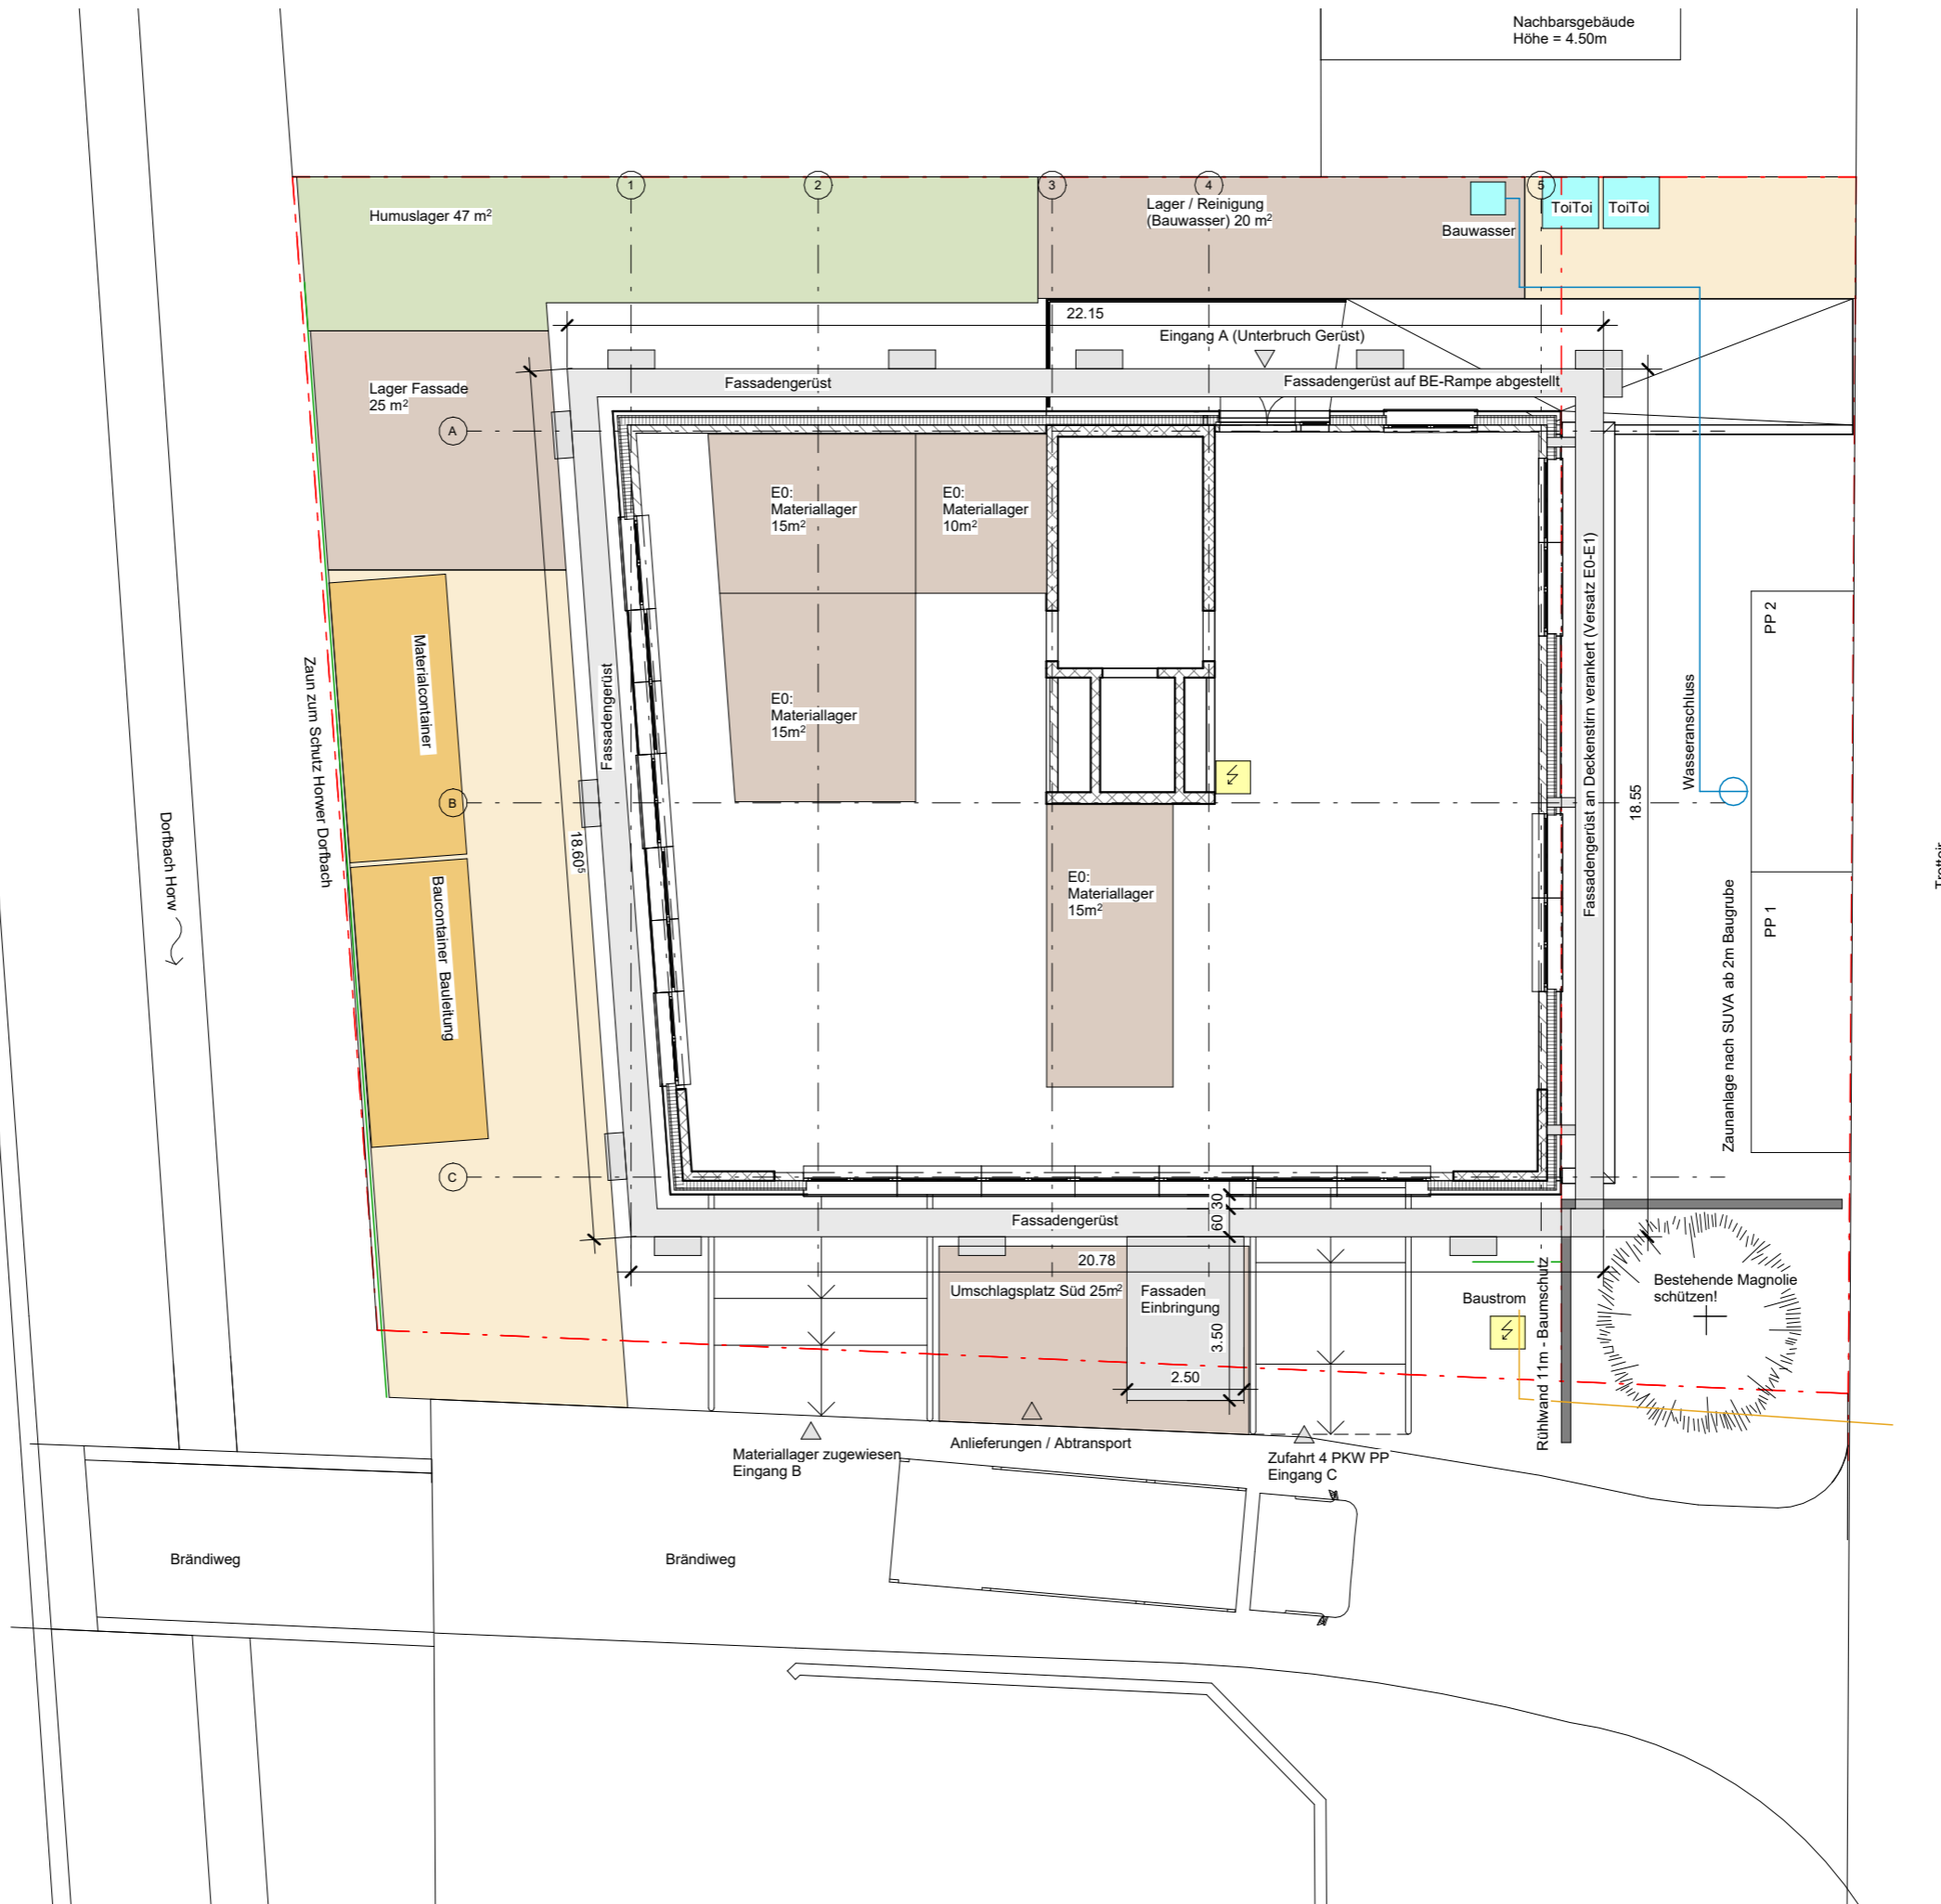 Nachbarsgebäude
Höhe = 4.50m
1
2
3
4
5
Humuslager 47 m²
Lager / Reinigung
(Bauwasser) 20 m²
Bauwasser
ToiToi
ToiToi
22.15
Eingang A (Unterbruch Gerüst)
Fassadengerüst
Fassadengerüst auf BE-Rampe abgestellt
Lager Fassade
25 m²
A
E0:
Materiallager
15m²
E0:
Materiallager
10m²
E0:
Materiallager
15m²
E0:
Materiallager
15m²
Materialcontainer
Zaun zum Schutz Horwer Dorfbach
Fassadengerüst
B
18.60⁵
Baucontainer Bauleitung
Dorfbach Horw
C
Fassadengerüst an Deckenstirn verankert (Versatz E0-E1)
18.55
Wasseranschluss
PP 2
PP 1
Zaunanlage nach SUVA ab 2m Baugrube
Fassadengerüst
30
60
20.78
Umschlagsplatz Süd 25m²
Fassaden
Einbringung
3.50
2.50
Baustrom
Rühlwand 11m - Baumschutz
Bestehende Magnolie
schützen!
Materiallager zugewiesen
Eingang B
Anlieferungen / Abtransport
Zufahrt 4 PKW PP
Eingang C
Brändiweg
Brändiweg